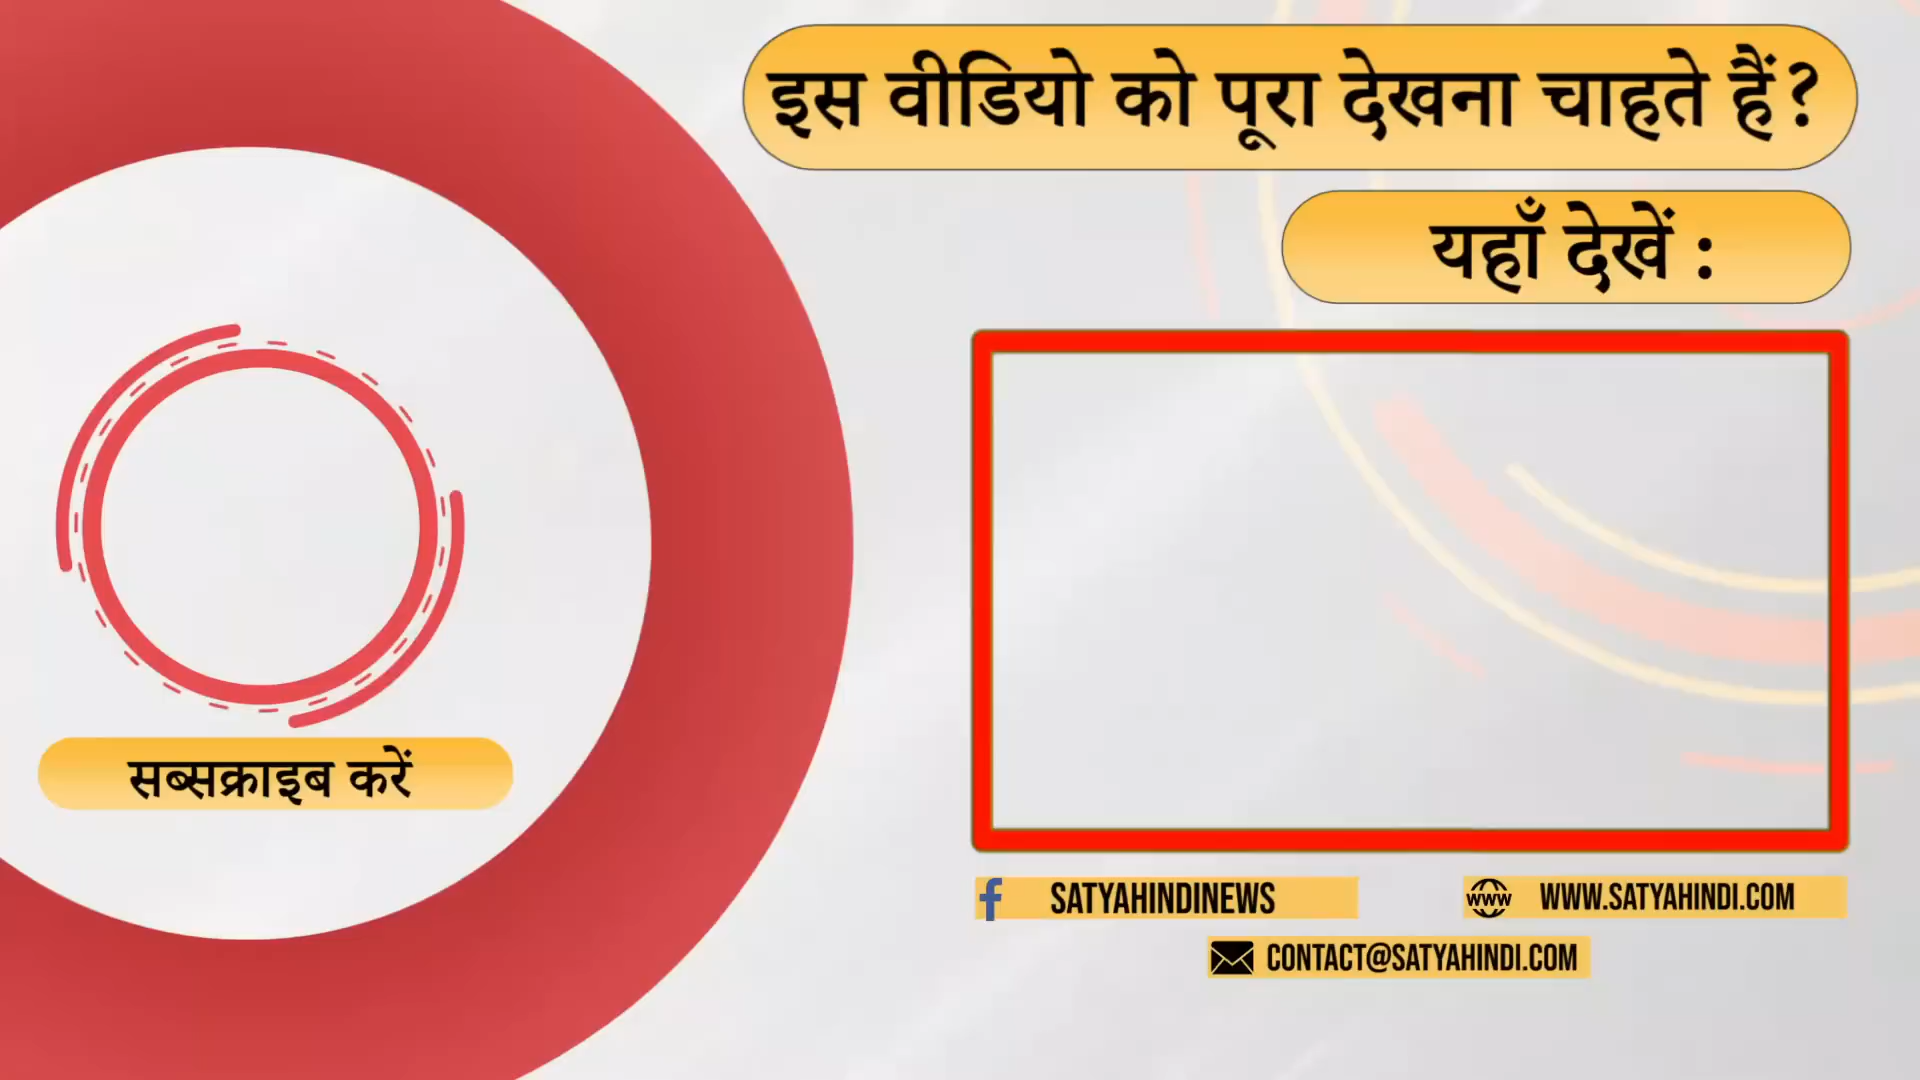 इस वीडियो को पूरा देखना चाहते हैं?
यहाँ देखें :
सब्सक्राइब करें
SATYAHINDINEWS
WWW.SATYAHINDI.COM
CONTACT@SATYAHINDI.COM